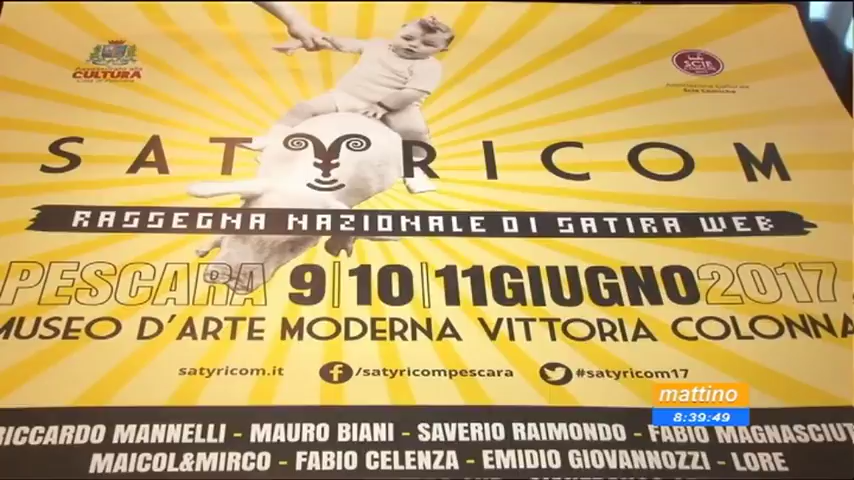 CULTURA
SCIE
SATYRICOM
RASSEGNA NAZIONALE DI SATIRA WEB
PESCARA 9|10|11GIUGNO2017
MUSEO D'ARTE MODERNA VITTORIA COLONNA
satyricom.it /satyricompescara #satyricom17
mattino
8:39:49
RICCARDO MANNELLI - MAURO BIANI - SAVERIO RAIMONDO - FABIO MAGNASCIUT
MAICOL&MIRCO - FABIO CELENZA - EMIDIO GIOVANNOZZI - LORE